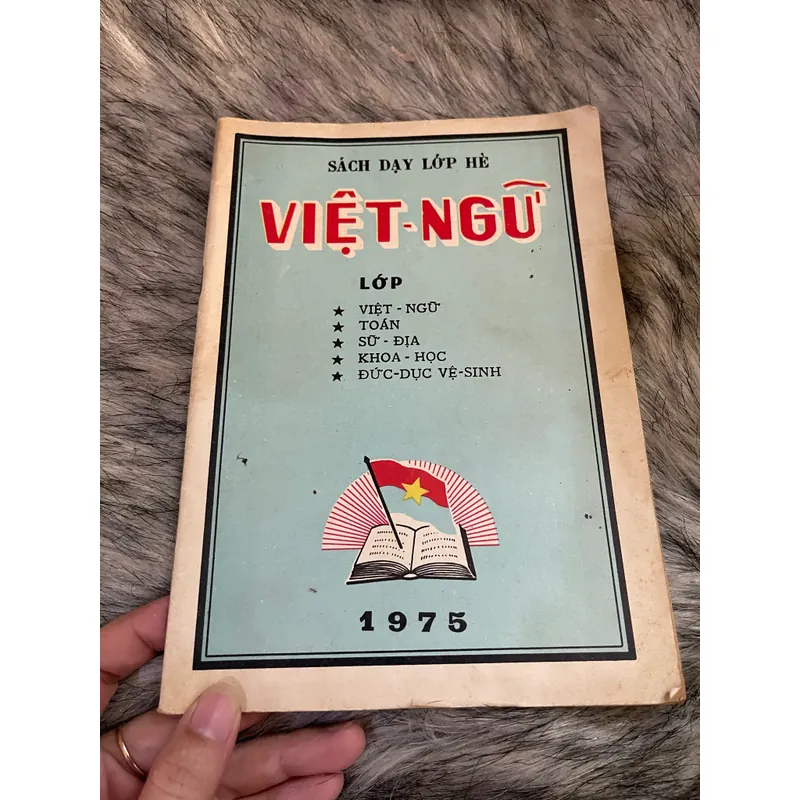 SÁCH DẠY LỚP HÈ
VIỆT-NGỮ
LỚP
★ VIỆT - NGỮ
★ TOÁN
★ SỬ - ĐỊA
★ KHOA - HỌC
★ ĐỨC-DỤC VỆ-SINH
1975